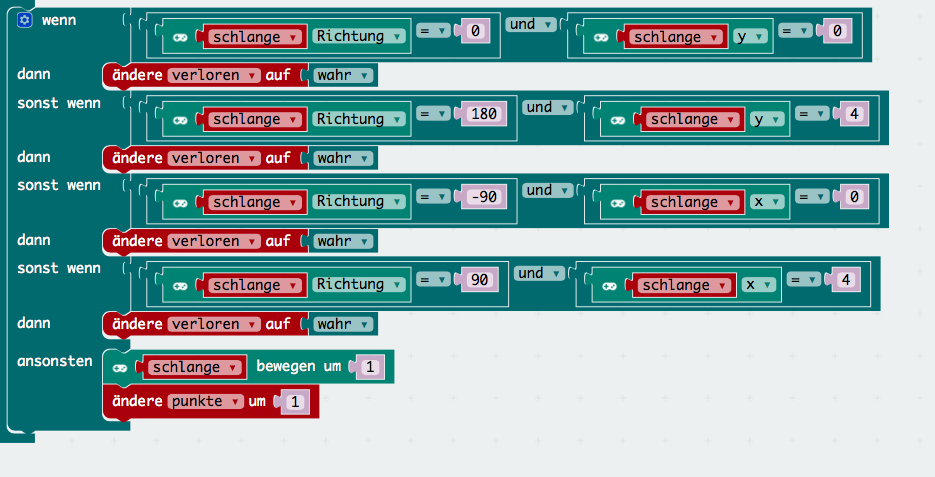 wenn schlange Richtung = 0 und schlange y = 0
dann ändere verloren auf wahr
sonst wenn schlange Richtung = 180 und schlange y = 4
dann ändere verloren auf wahr
sonst wenn schlange Richtung = -90 und schlange x = 0
dann ändere verloren auf wahr
sonst wenn schlange Richtung = 90 und schlange x = 4
dann ändere verloren auf wahr
ansonsten schlange bewegen um 1
ändere punkte um 1